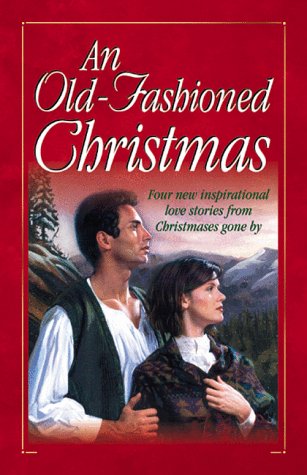 An
Old-Fashioned
Christmas
Four new inspirational
love stories from
Christmases gone by